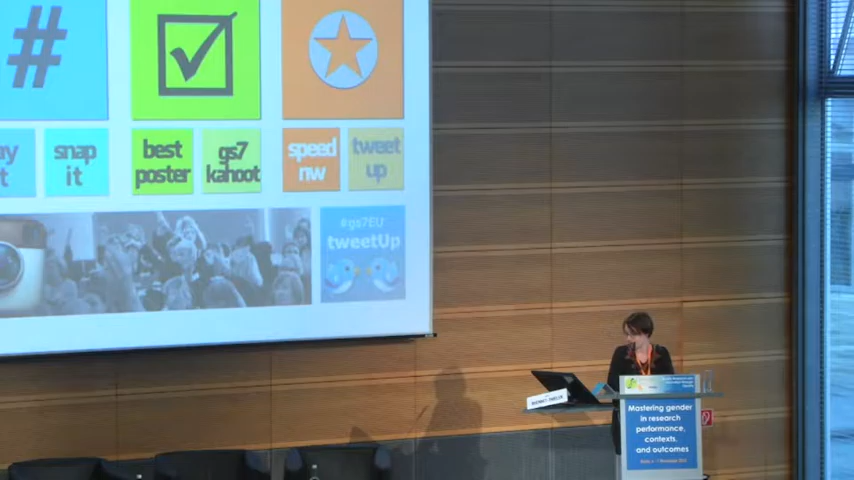 #
snap
it
best
poster
gs7
kahoot
speed
nw
tweet
up
#gs7EU
tweetUp
Mastering gender
in research
performance,
contexts,
and outcomes